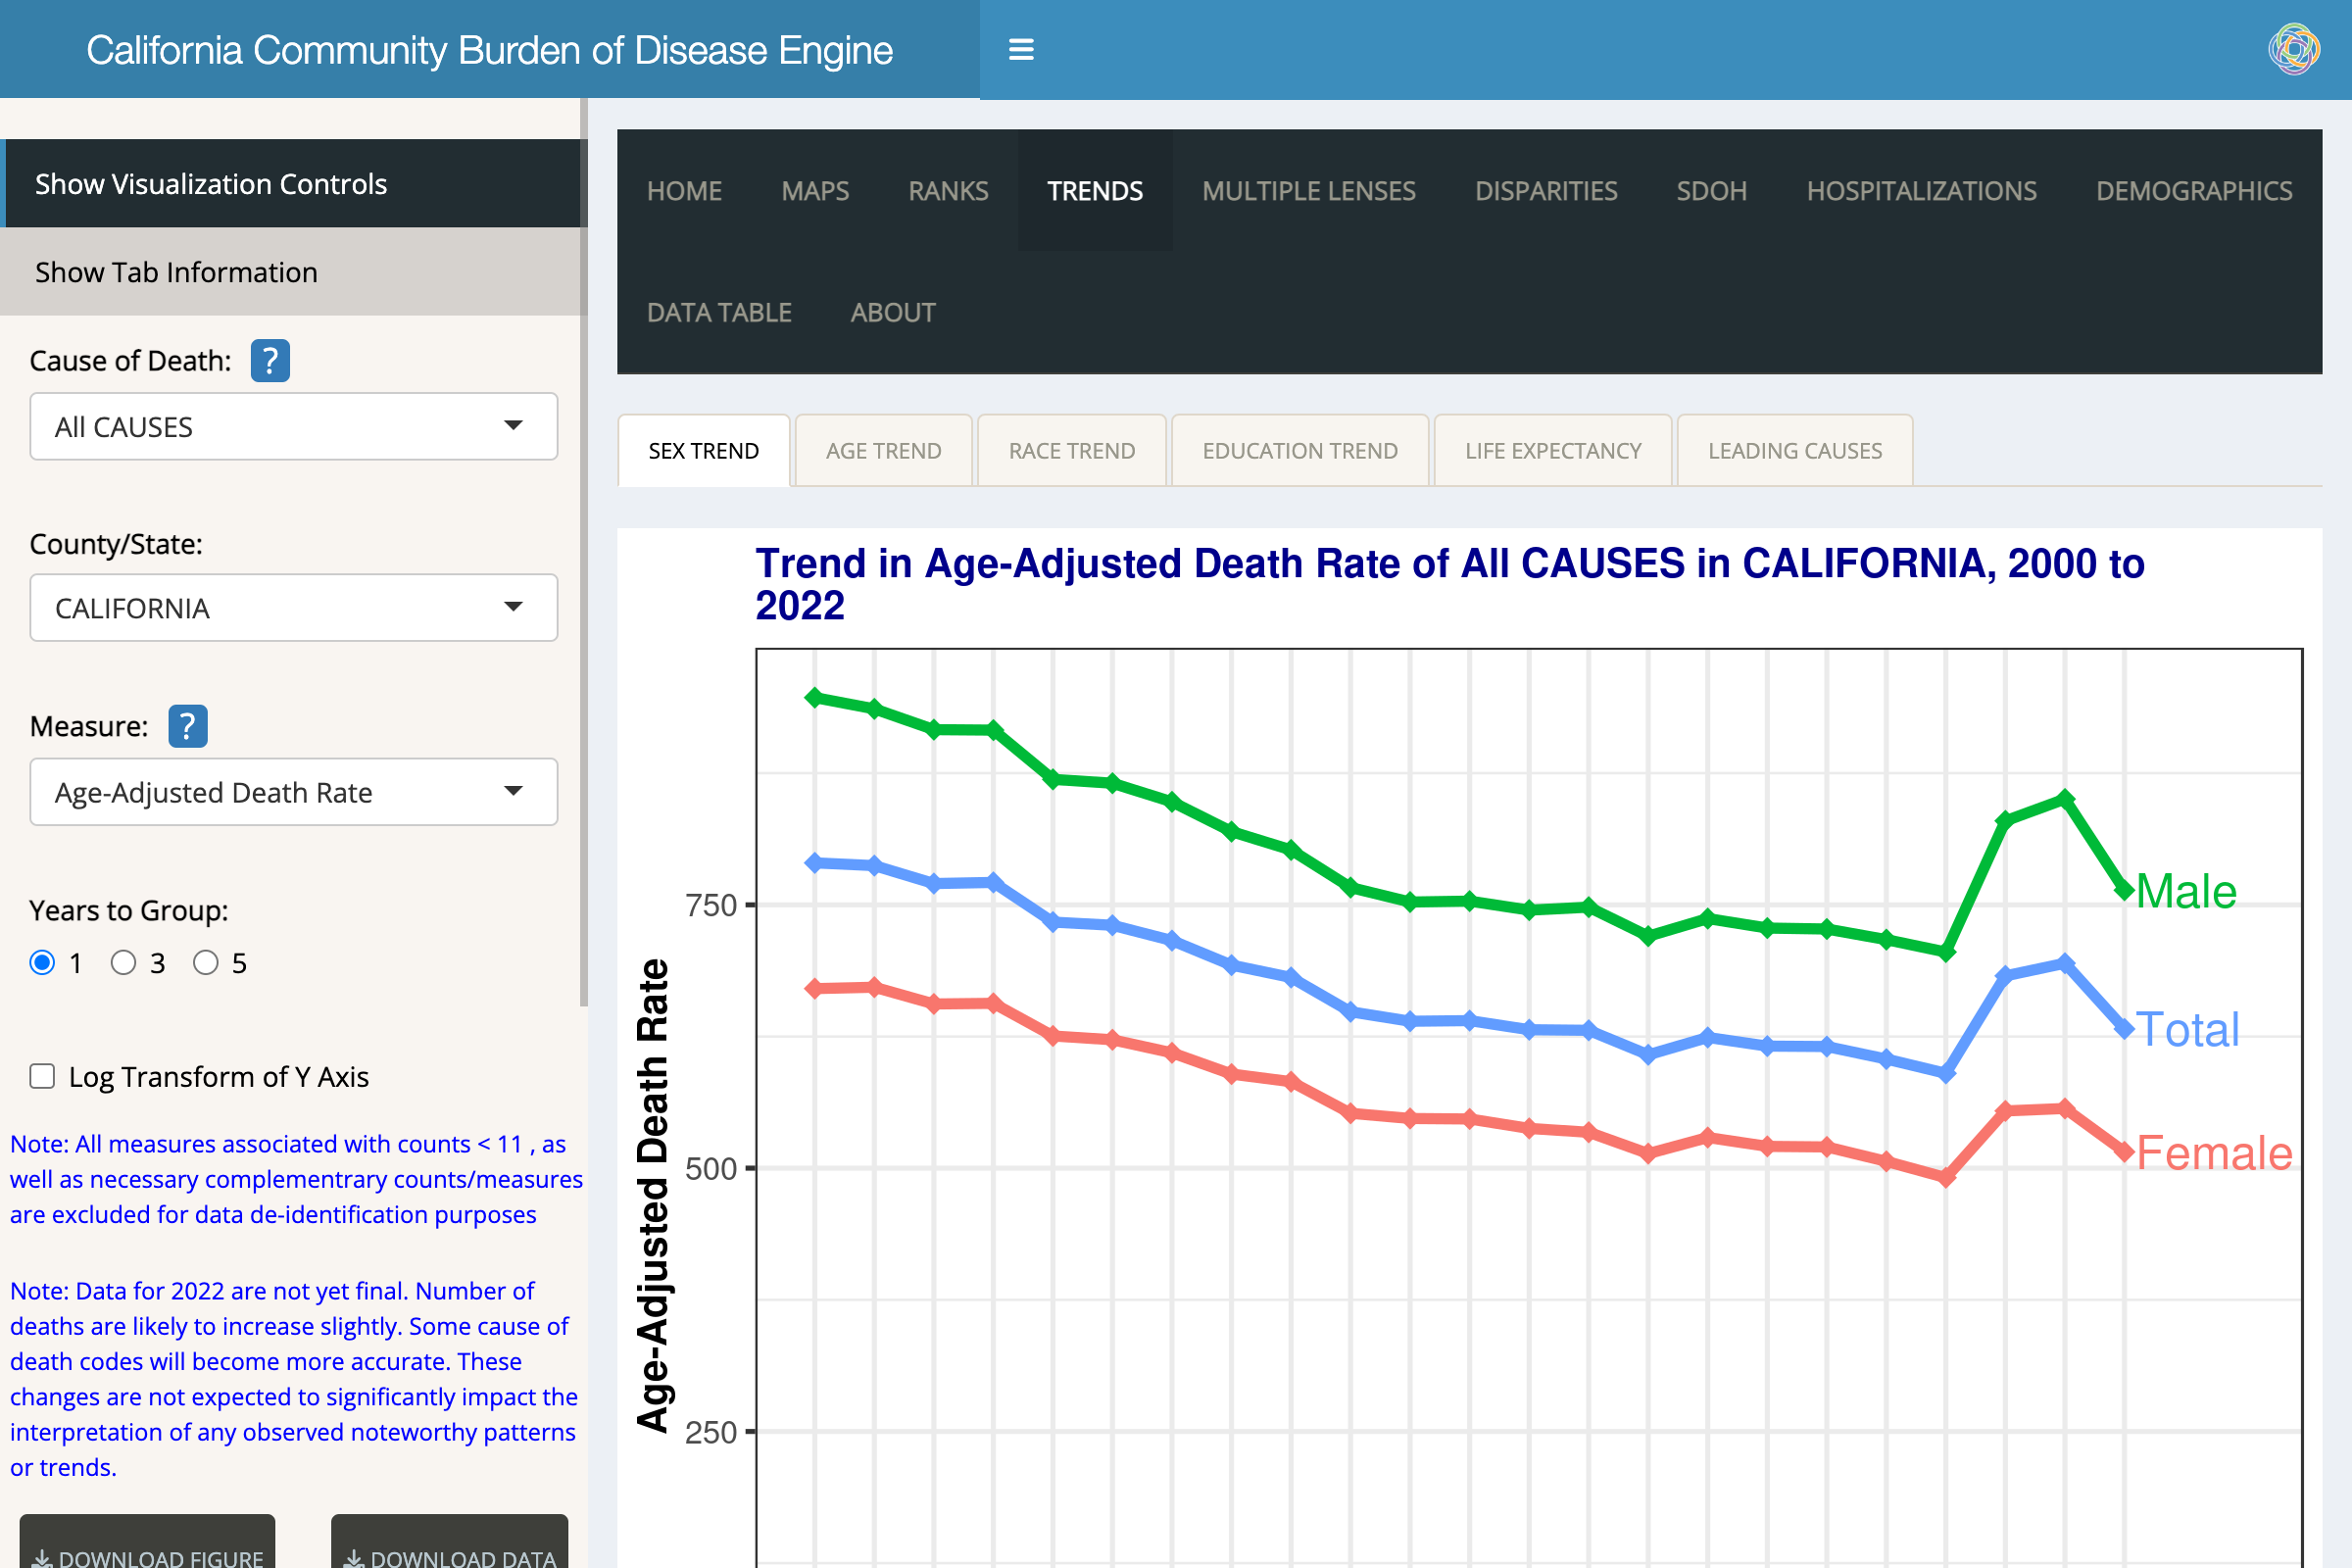 California Community Burden of Disease Engine
Show Visualization Controls
Show Tab Information
Cause of Death: ?
All CAUSES
County/State:
CALIFORNIA
Measure: ?
Age-Adjusted Death Rate
Years to Group:
1 3 5
Log Transform of Y Axis
Note: All measures associated with counts < 11 , as
well as necessary complementary counts/measures
are excluded for data de-identification purposes
Note: Data for 2022 are not yet final. Number of
deaths are likely to increase slightly. Some cause of
death codes will become more accurate. These
changes are not expected to significantly impact the
interpretation of any observed noteworthy patterns
or trends.
DOWNLOAD FIGURE DOWNLOAD DATA
HOME MAPS RANKS TRENDS MULTIPLE LENSES DISPARITIES SDOH HOSPITALIZATIONS DEMOGRAPHICS
DATA TABLE ABOUT
SEX TREND AGE TREND RACE TREND EDUCATION TREND LIFE EXPECTANCY LEADING CAUSES
Trend in Age-Adjusted Death Rate of All CAUSES in CALIFORNIA, 2000 to
2022
Age-Adjusted Death Rate
750
500
250
Male
Total
Female